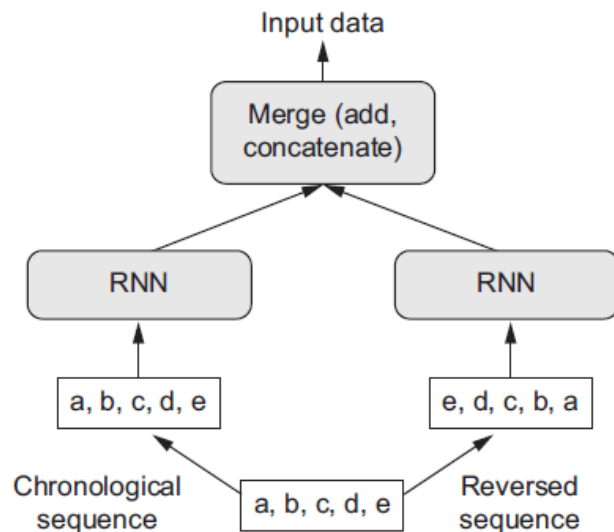 Input data
Merge (add,
concatenate)
RNN
RNN
a, b, c, d, e
e, d, c, b, a
Chronological
sequence
a, b, c, d, e
Reversed
sequence